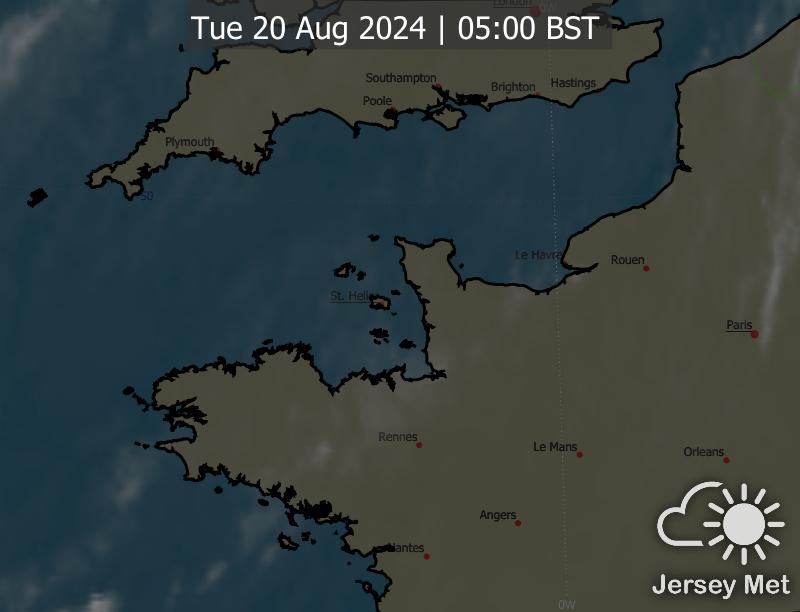 London
0W
Tue 20 Aug 2024 | 05:00 BST
Southampton
Brighton
Hastings
Poole
Plymouth
50
Le Havre
Rouen
St. Helier
Paris
Rennes
Le Mans
Orleans
Angers
Nantes
Jersey Met
0W